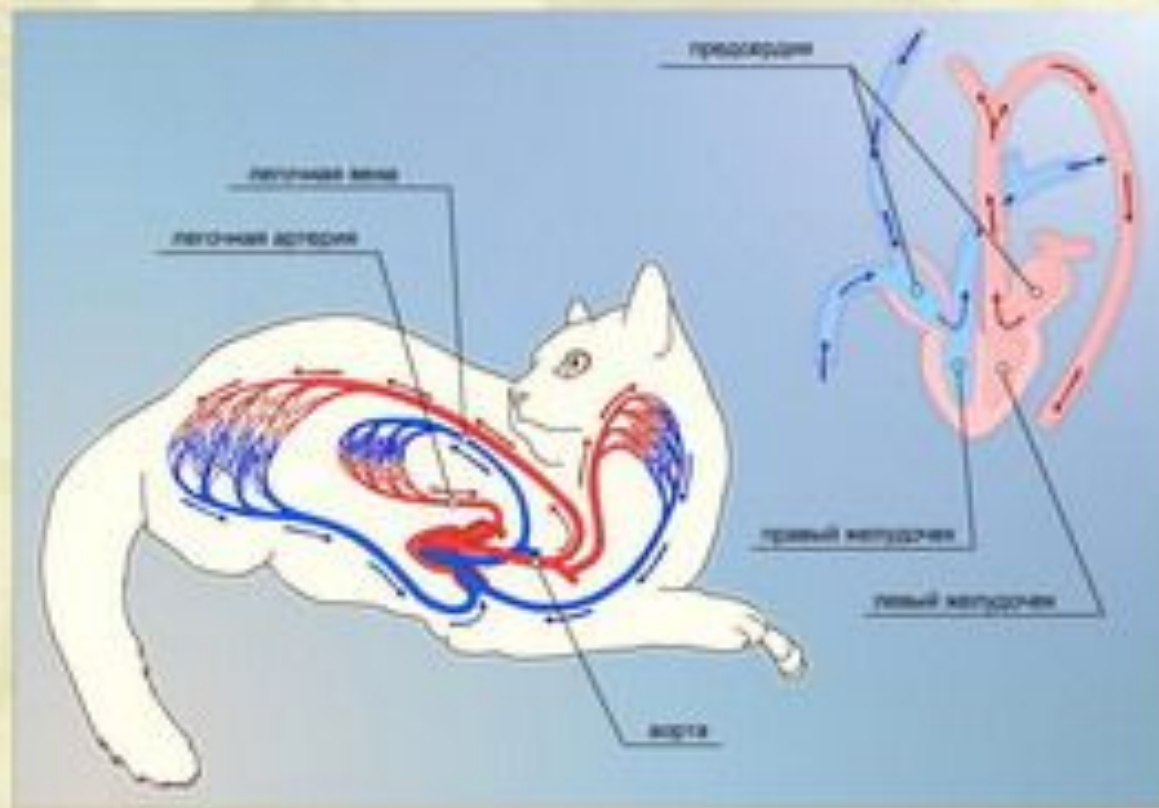 предсердия
легочная вена
легочная артерия
правый желудочек
левый желудочек
аорта